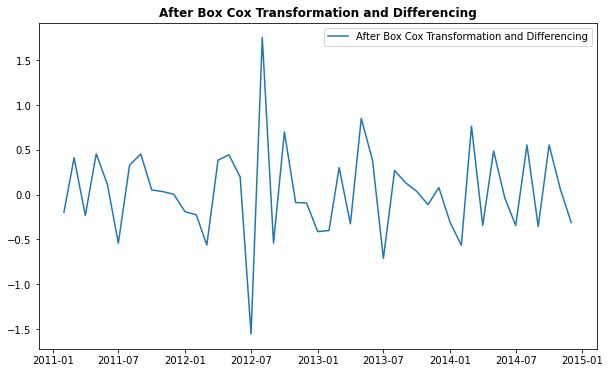 After Box Cox Transformation and Differencing
After Box Cox Transformation and Differencing
1.5
1.0
0.5
0.0
−0.5
−1.0
−1.5
2011-01 2011-07 2012-01 2012-07 2013-01 2013-07 2014-01 2014-07 2015-01